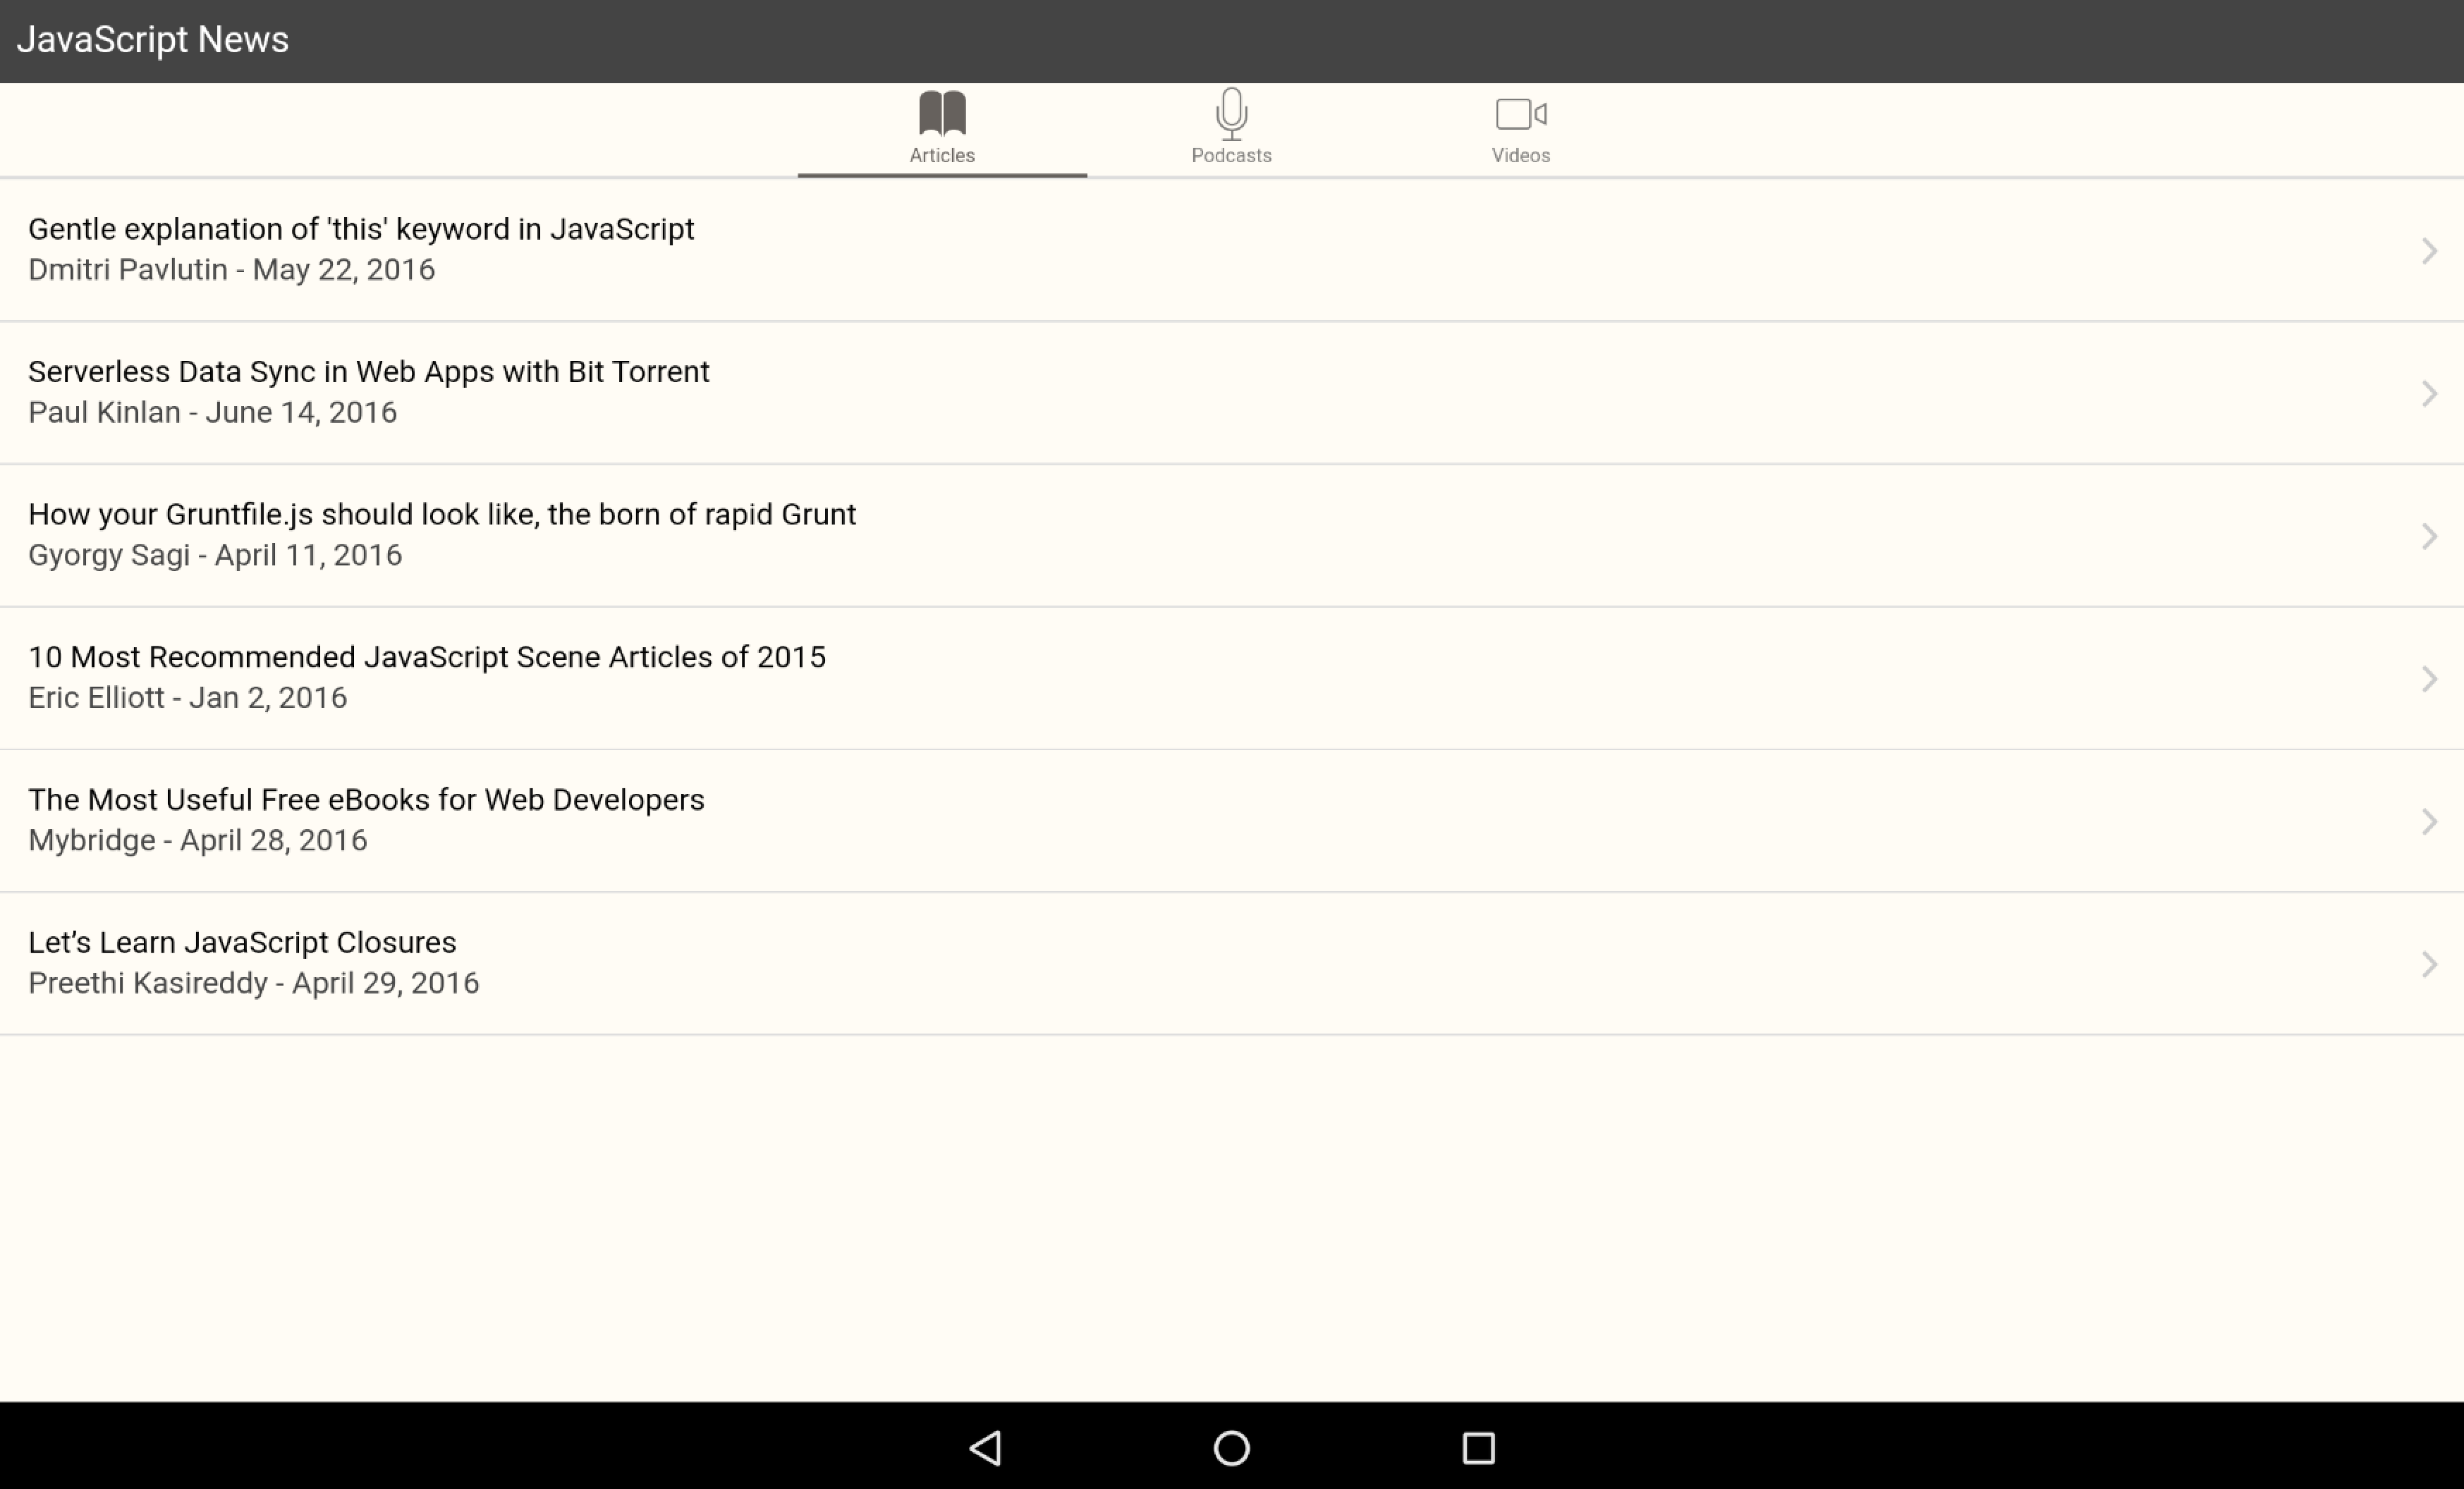 JavaScript News
Articles
Podcasts
Videos
Gentle explanation of 'this' keyword in JavaScript
Dmitri Pavlutin - May 22, 2016
Serverless Data Sync in Web Apps with Bit Torrent
Paul Kinlan - June 14, 2016
How your Gruntfile.js should look like, the born of rapid Grunt
Gyorgy Sagi - April 11, 2016
10 Most Recommended JavaScript Scene Articles of 2015
Eric Elliott - Jan 2, 2016
The Most Useful Free eBooks for Web Developers
Mybridge - April 28, 2016
Let’s Learn JavaScript Closures
Preethi Kasireddy - April 29, 2016